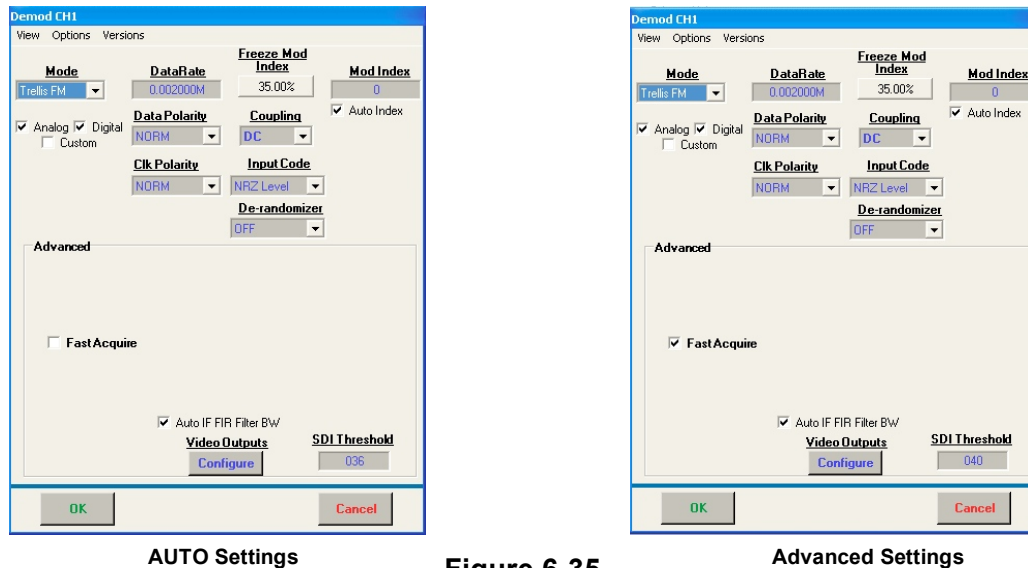 Demod CH1
View Options Versions
Mode
DataRate
Freeze Mod
Index
Mod Index
Trellis FM
0.002000M
35.00%
0
Auto Index
Analog Digital
Custom
Data Polarity
Coupling
NORM
DC
Clk Polarity
Input Code
NORM
NRZ Level
De-randomizer
OFF
Advanced
Fast Acquire
Auto IF FIR Filter BW
Video Outputs
SDI Threshold
Configure
036
OK
Cancel
AUTO Settings
Demod CH1
View Options Versions
Mode
DataRate
Freeze Mod
Index
Mod Index
Trellis FM
0.002000M
35.00%
0
Auto Index
Analog Digital
Custom
Data Polarity
Coupling
NORM
DC
Clk Polarity
Input Code
NORM
NRZ Level
De-randomizer
OFF
Advanced
Fast Acquire
Auto IF FIR Filter BW
Video Outputs
SDI Threshold
Configure
040
OK
Cancel
Advanced Settings
Figure 6-35